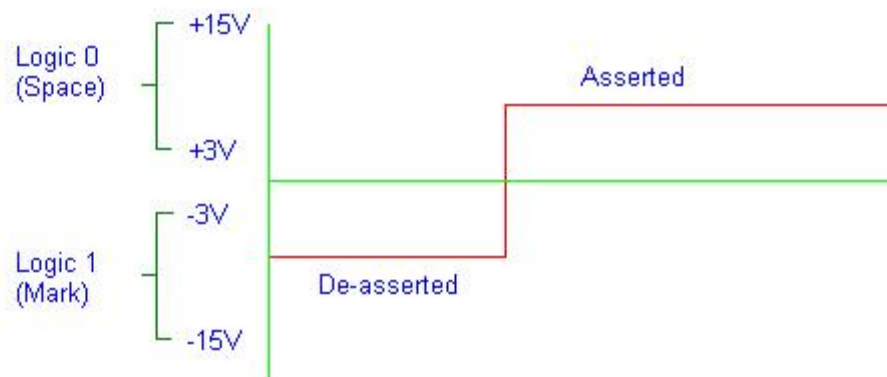 +15V
Logic 0
(Space)
Asserted
+3V
-3V
Logic 1
(Mark)
De-asserted
-15V